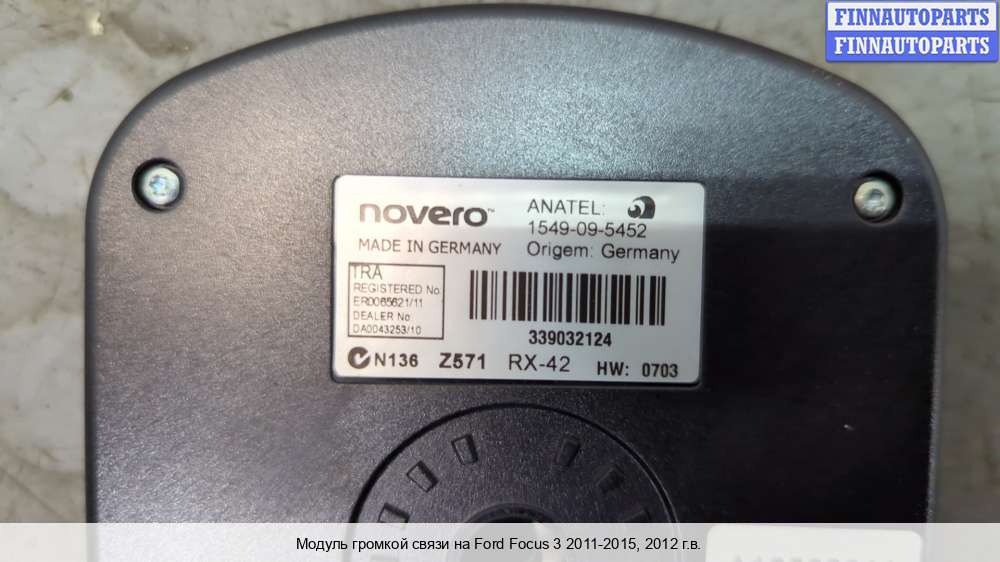 FINNAUTOPARTS
FINNAUTOPARTS
novero™
MADE IN GERMANY
ANATEL:
1549-09-5452
Origem: Germany
TRA
REGISTERED No.
ER0065621/11
DEALER No
DA0043253/10
339032124
N136 Z571 RX-42 HW: 0703
Модуль громкой связи на Ford Focus 3 2011-2015, 2012 г.в.